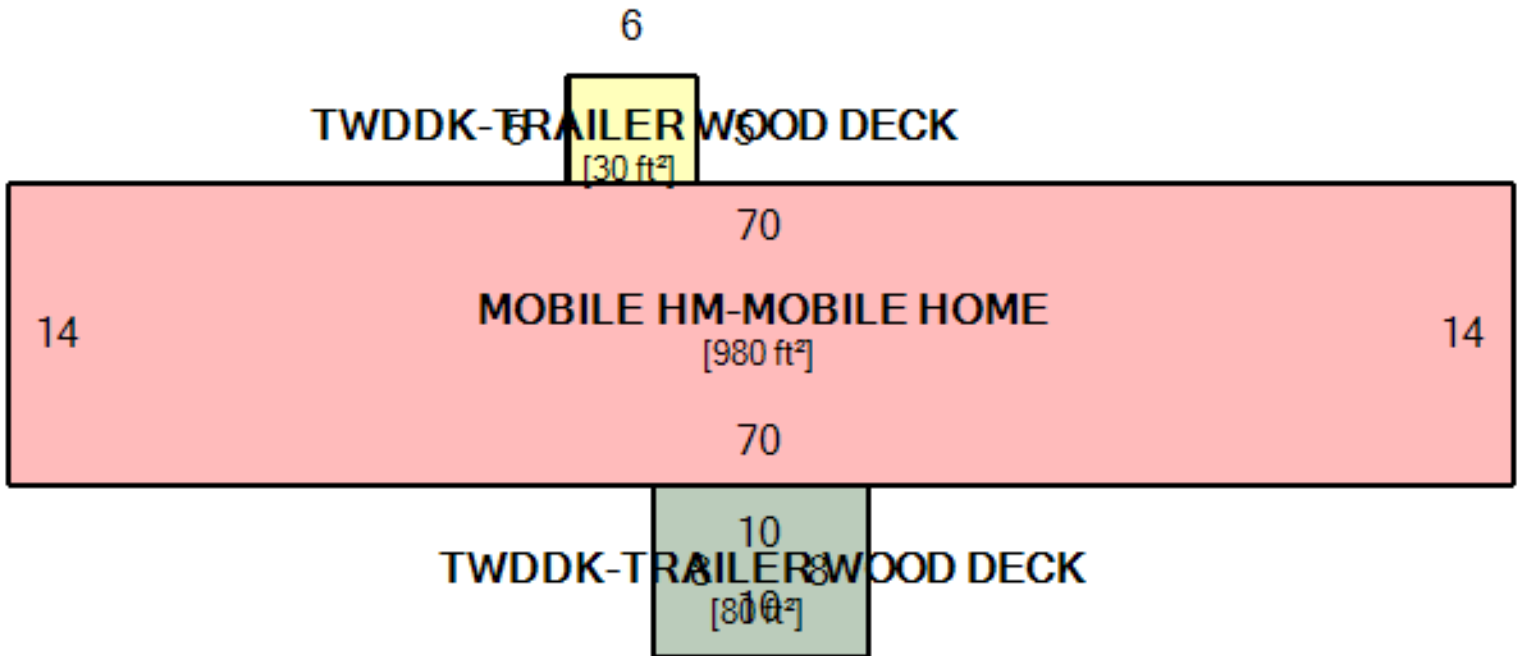 6
TWDDK-TRAILER WOOD DECK
5 5
[30 ft²]
70
MOBILE HM-MOBILE HOME
14 14
[980 ft²]
70
10
TWDDK-TRAILER WOOD DECK
8 8
[80 ft²]
10